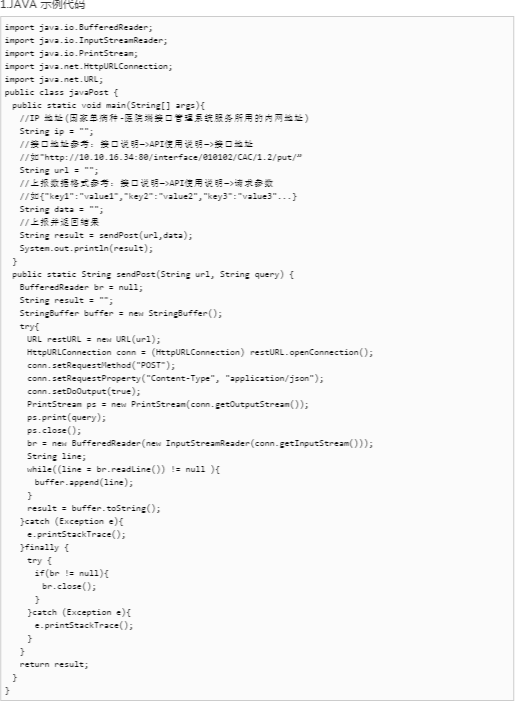 1.JAVA 示例代码
import java.io.BufferedReader;
import java.io.InputStreamReader;
import java.io.PrintStream;
import java.net.HttpURLConnection;
import java.net.URL;
public class javaPost {
public static void main(String[] args){
//IP 地址(国家单病种-医院端接口管理系统服务所用的内网地址)
String ip = "";
//接口地址参考: 接口说明->API使用说明->接口地址
//如"http://10.10.16.34:80/interface/010102/CAC/1.2/put/"
String url = "";
//上报数据格式参考: 接口说明->API使用说明->请求参数
//如{"key1":"value1","key2":"value2","key3":"value3"...}
String data = "";
//上报并返回结果
String result = sendPost(url,data);
System.out.println(result);
}
public static String sendPost(String url, String query) {
BufferedReader br = null;
String result = "";
StringBuffer buffer = new StringBuffer();
try{
URL restURL = new URL(url);
HttpURLConnection conn = (HttpURLConnection) restURL.openConnection();
conn.setRequestMethod("POST");
conn.setRequestProperty("Content-Type", "application/json");
conn.setDoOutput(true);
PrintStream ps = new PrintStream(conn.getOutputStream());
ps.print(query);
ps.close();
br = new BufferedReader(new InputStreamReader(conn.getInputStream()));
String line;
while((line = br.readLine()) != null ){
buffer.append(line);
}
result = buffer.toString();
}catch (Exception e){
e.printStackTrace();
}finally {
try {
if(br != null){
br.close();
}
}catch (Exception e){
e.printStackTrace();
}
}
return result;
}
}